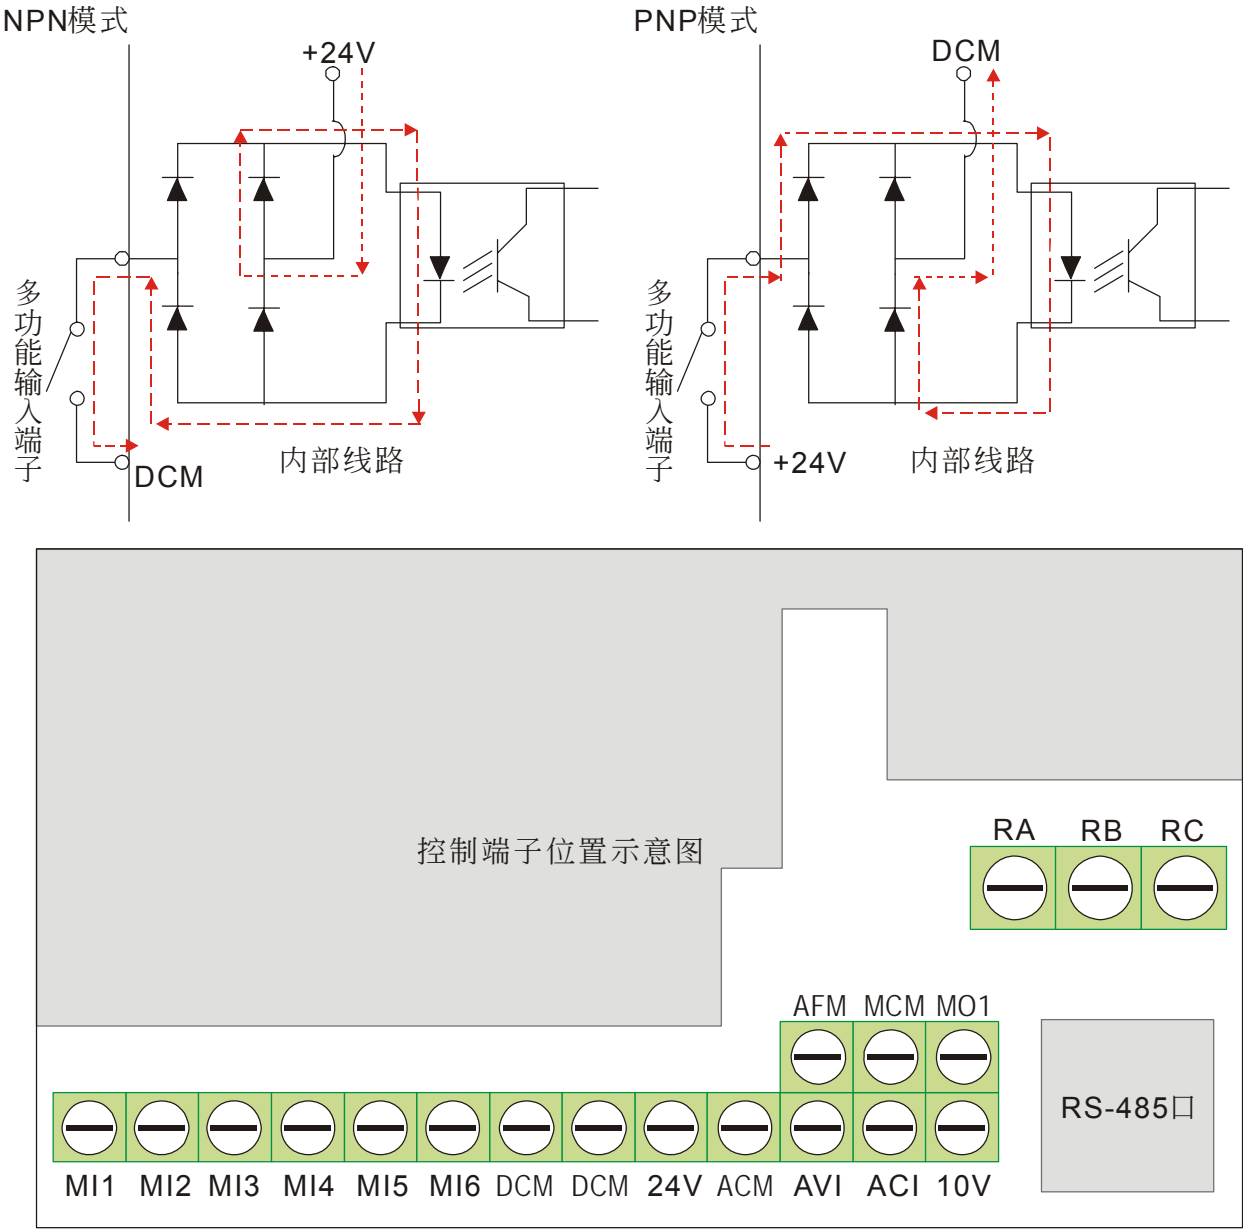 NPN模式
PNP模式
+24V
DCM
多功能输入端子
多功能输入端子
DCM
内部线路
+24V
内部线路
控制端子位置示意图
RA RB RC
AFM MCM MO1
RS-485口
MI1 MI2 MI3 MI4 MI5 MI6 DCM DCM 24V ACM AVI ACI 10V